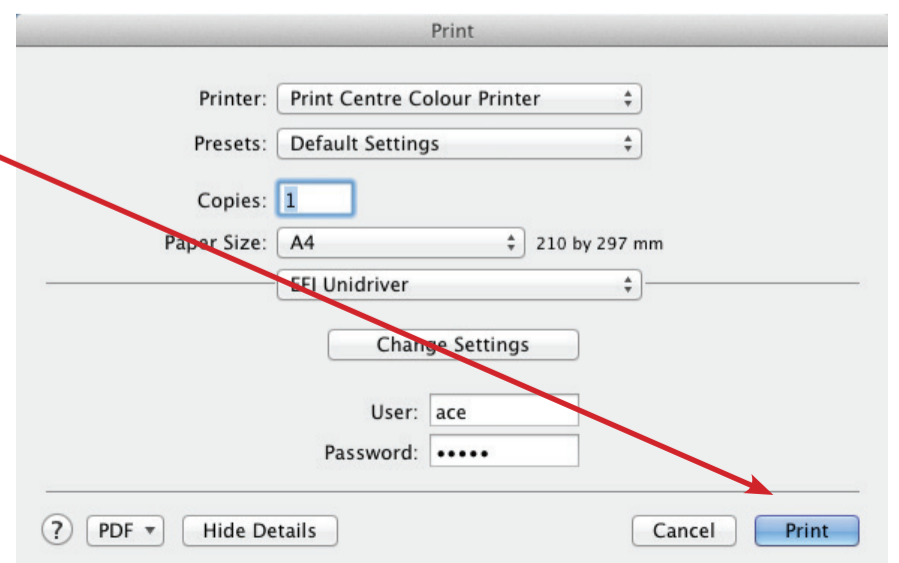 Print
Printer: Print Centre Colour Printer
Presets: Default Settings
Copies: 1
Paper Size: A4 210 by 297 mm
EFI Unidriver
Change Settings
User: ace
Password: •••••
? PDF Hide Details Cancel Print